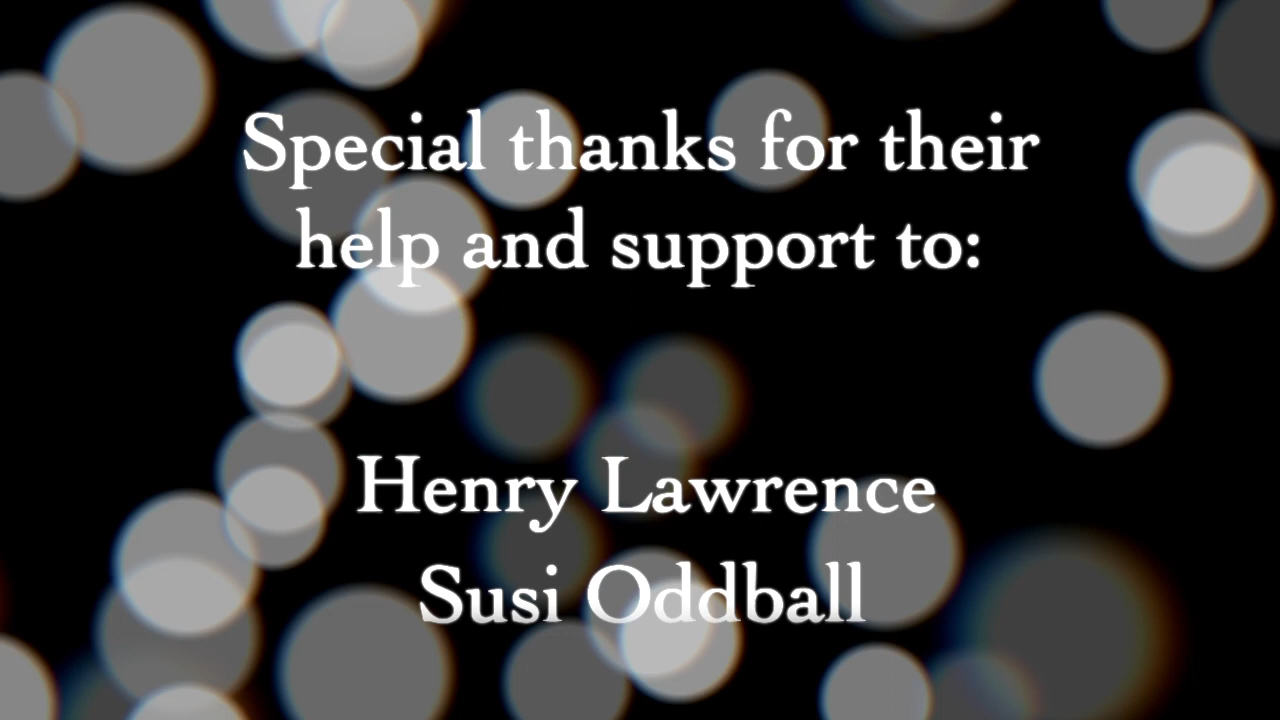 Special thanks for their
help and support to:
Henry Lawrence
Susi Oddball